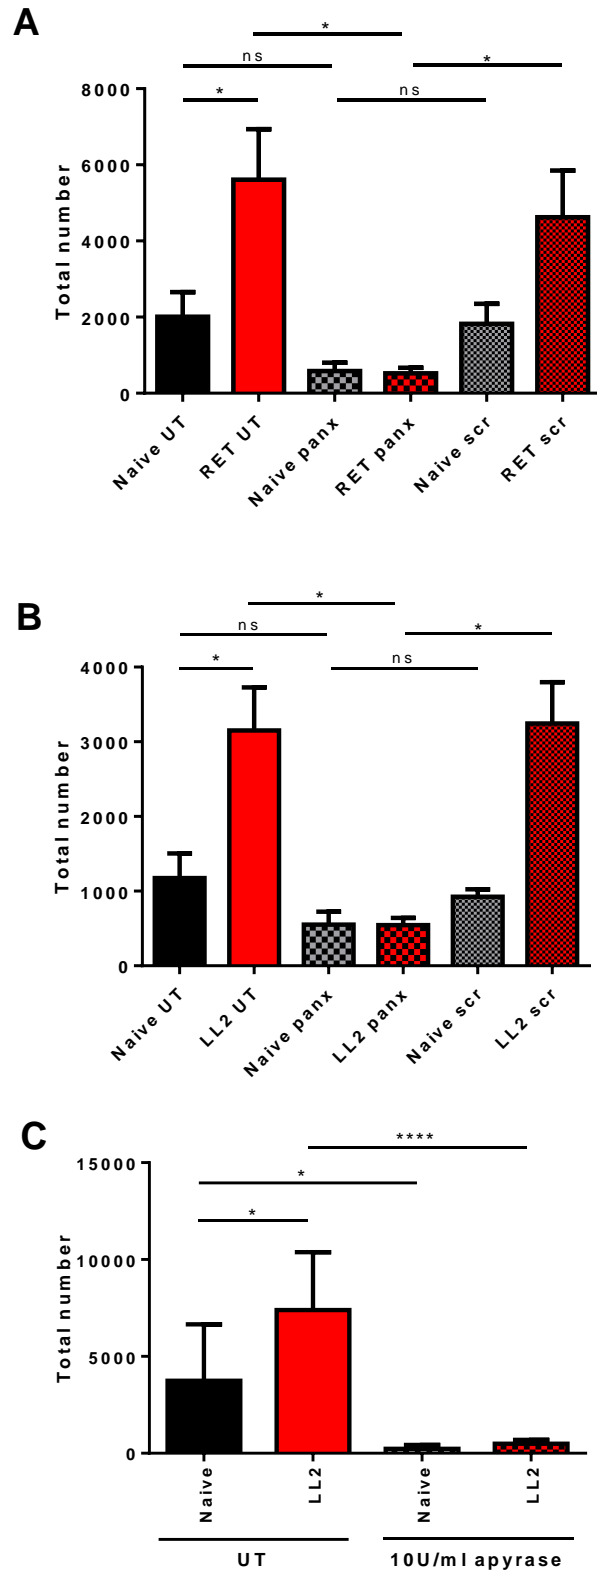 A
*
ns
*
*
ns
8000
6000
4000
2000
0
Total number
Naive UT
RET UT
Naive panx
RET panx
Naive scr
RET scr
B
*
ns
*
*
ns
4000
3000
2000
1000
0
Total number
Naive UT
LL2 UT
Naive panx
LL2 panx
Naive scr
LL2 scr
C
****
*
*
15000
10000
5000
0
Total number
Naive
LL2
Naive
LL2
UT
10U/ml apyrase